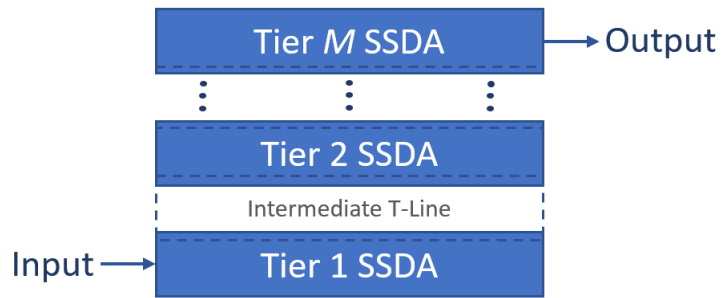 Tier M SSDA
Output
Tier 2 SSDA
Intermediate T-Line
Input
Tier 1 SSDA